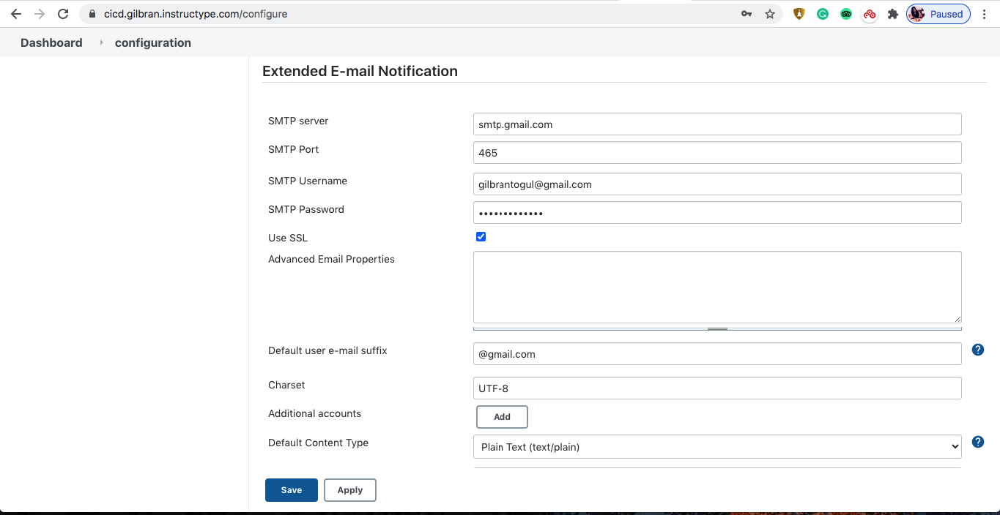 cicd.gilbran.instructype.com/configure
Paused
Dashboard configuration
Extended E-mail Notification
SMTP server
smtp.gmail.com
SMTP Port
465
SMTP Username
gilbrantogul@gmail.com
SMTP Password
•••••••••••••
Use SSL
Advanced Email Properties
Default user e-mail suffix
@gmail.com
?
Charset
UTF-8
Additional accounts
Add
Default Content Type
Plain Text (text/plain)
?
Save Apply